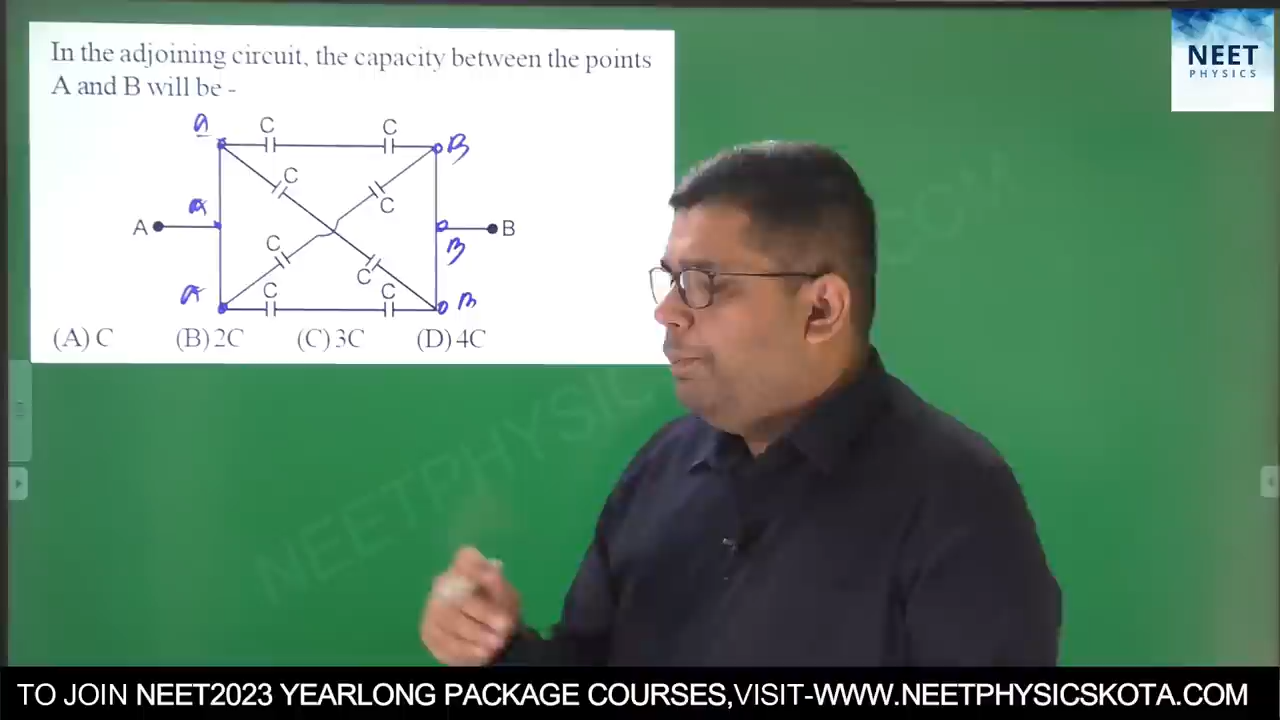 In the adjoining circuit, the capacity between the points
A and B will be -
NEET
PHYSICS
a C C B
C C
A a B
B
C C
a C C B
(A) C (B) 2C (C) 3C (D) 4C
NEETPHYSICS
TO JOIN NEET2023 YEARLONG PACKAGE COURSES,VISIT-WWW.NEETPHYSICSKOTA.COM